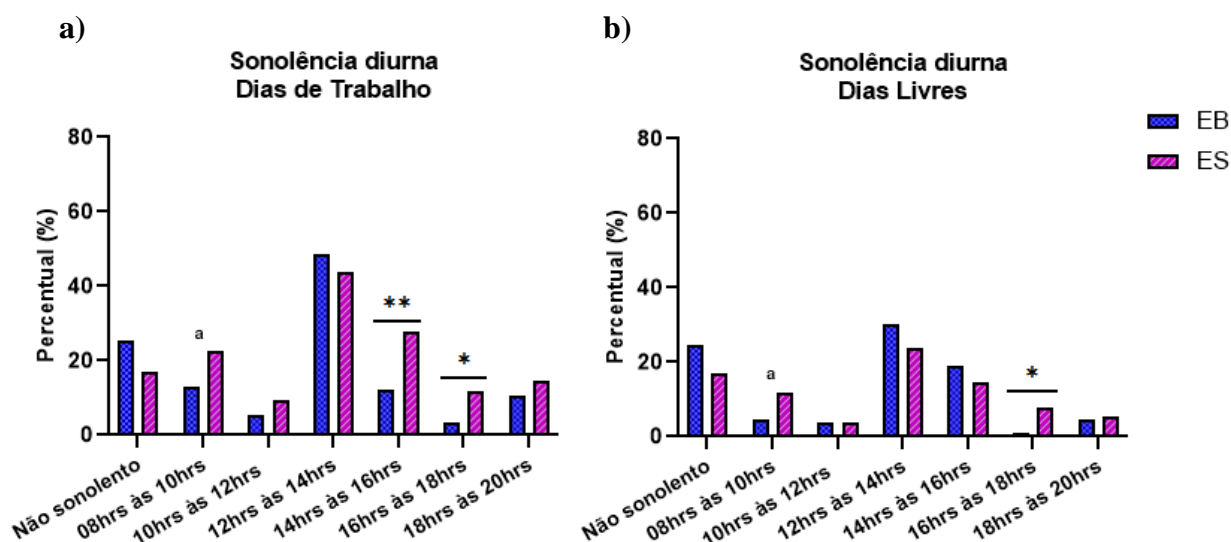 a)
Sonolência diurna
Dias de Trabalho
Percentual (%)
80
60
40
20
0
a
**
*
Não sonolento
08hrs às 10hrs
10hrs às 12hrs
12hrs às 14hrs
14hrs às 16hrs
16hrs às 18hrs
18hrs às 20hrs
b)
Sonolência diurna
Dias Livres
Percentual (%)
80
60
40
20
0
a
*
Não sonolento
08hrs às 10hrs
10hrs às 12hrs
12hrs às 14hrs
14hrs às 16hrs
16hrs às 18hrs
18hrs às 20hrs
EB
ES